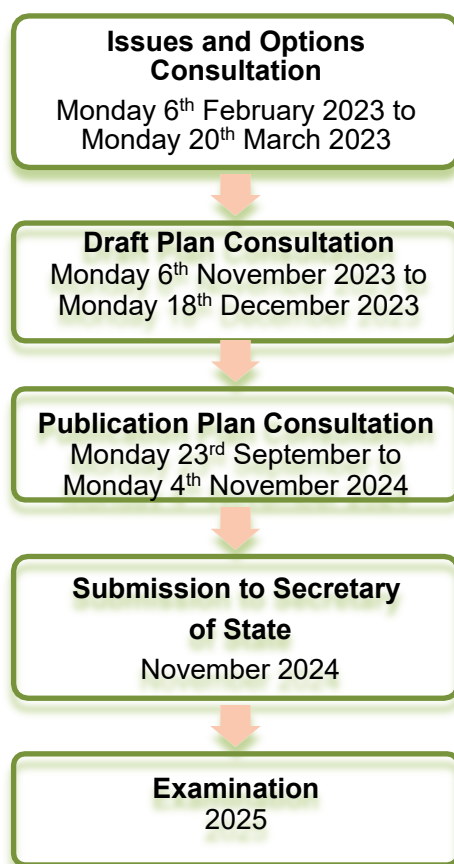 Issues and Options
Consultation
Monday 6th February 2023 to
Monday 20th March 2023
Draft Plan Consultation
Monday 6th November 2023 to
Monday 18th December 2023
Publication Plan Consultation
Monday 23rd September to
Monday 4th November 2024
Submission to Secretary
of State
November 2024
Examination
2025